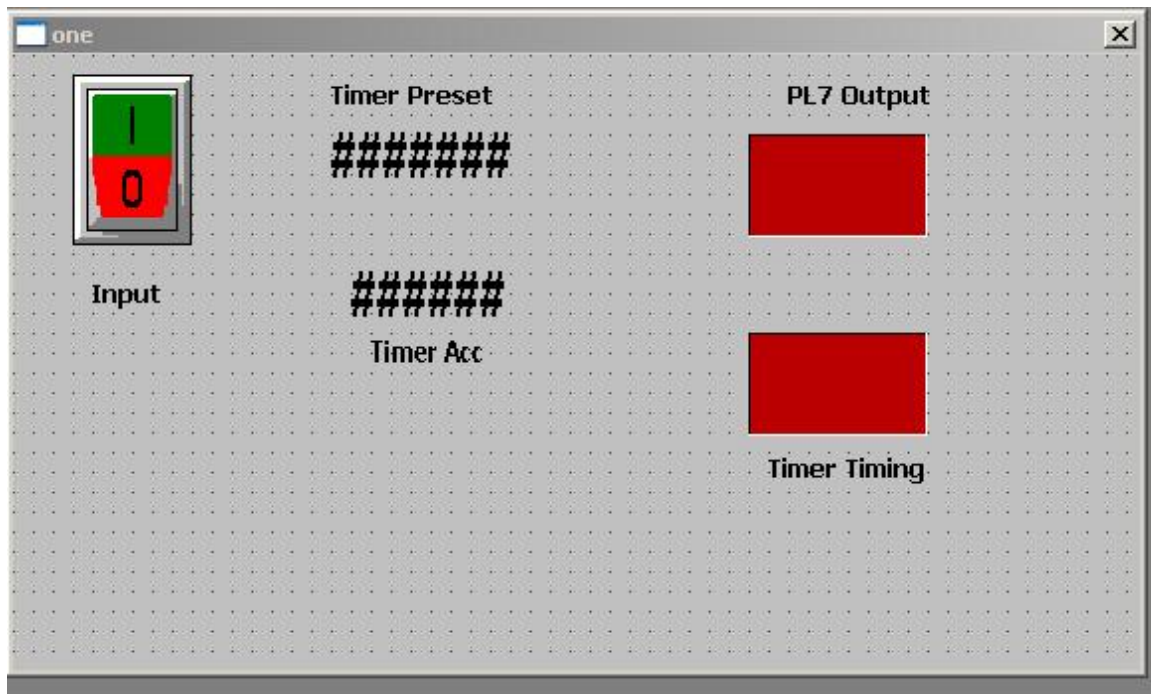 one
I
0
Timer Preset
#######
PL7 Output
Input
######
Timer Acc
Timer Timing